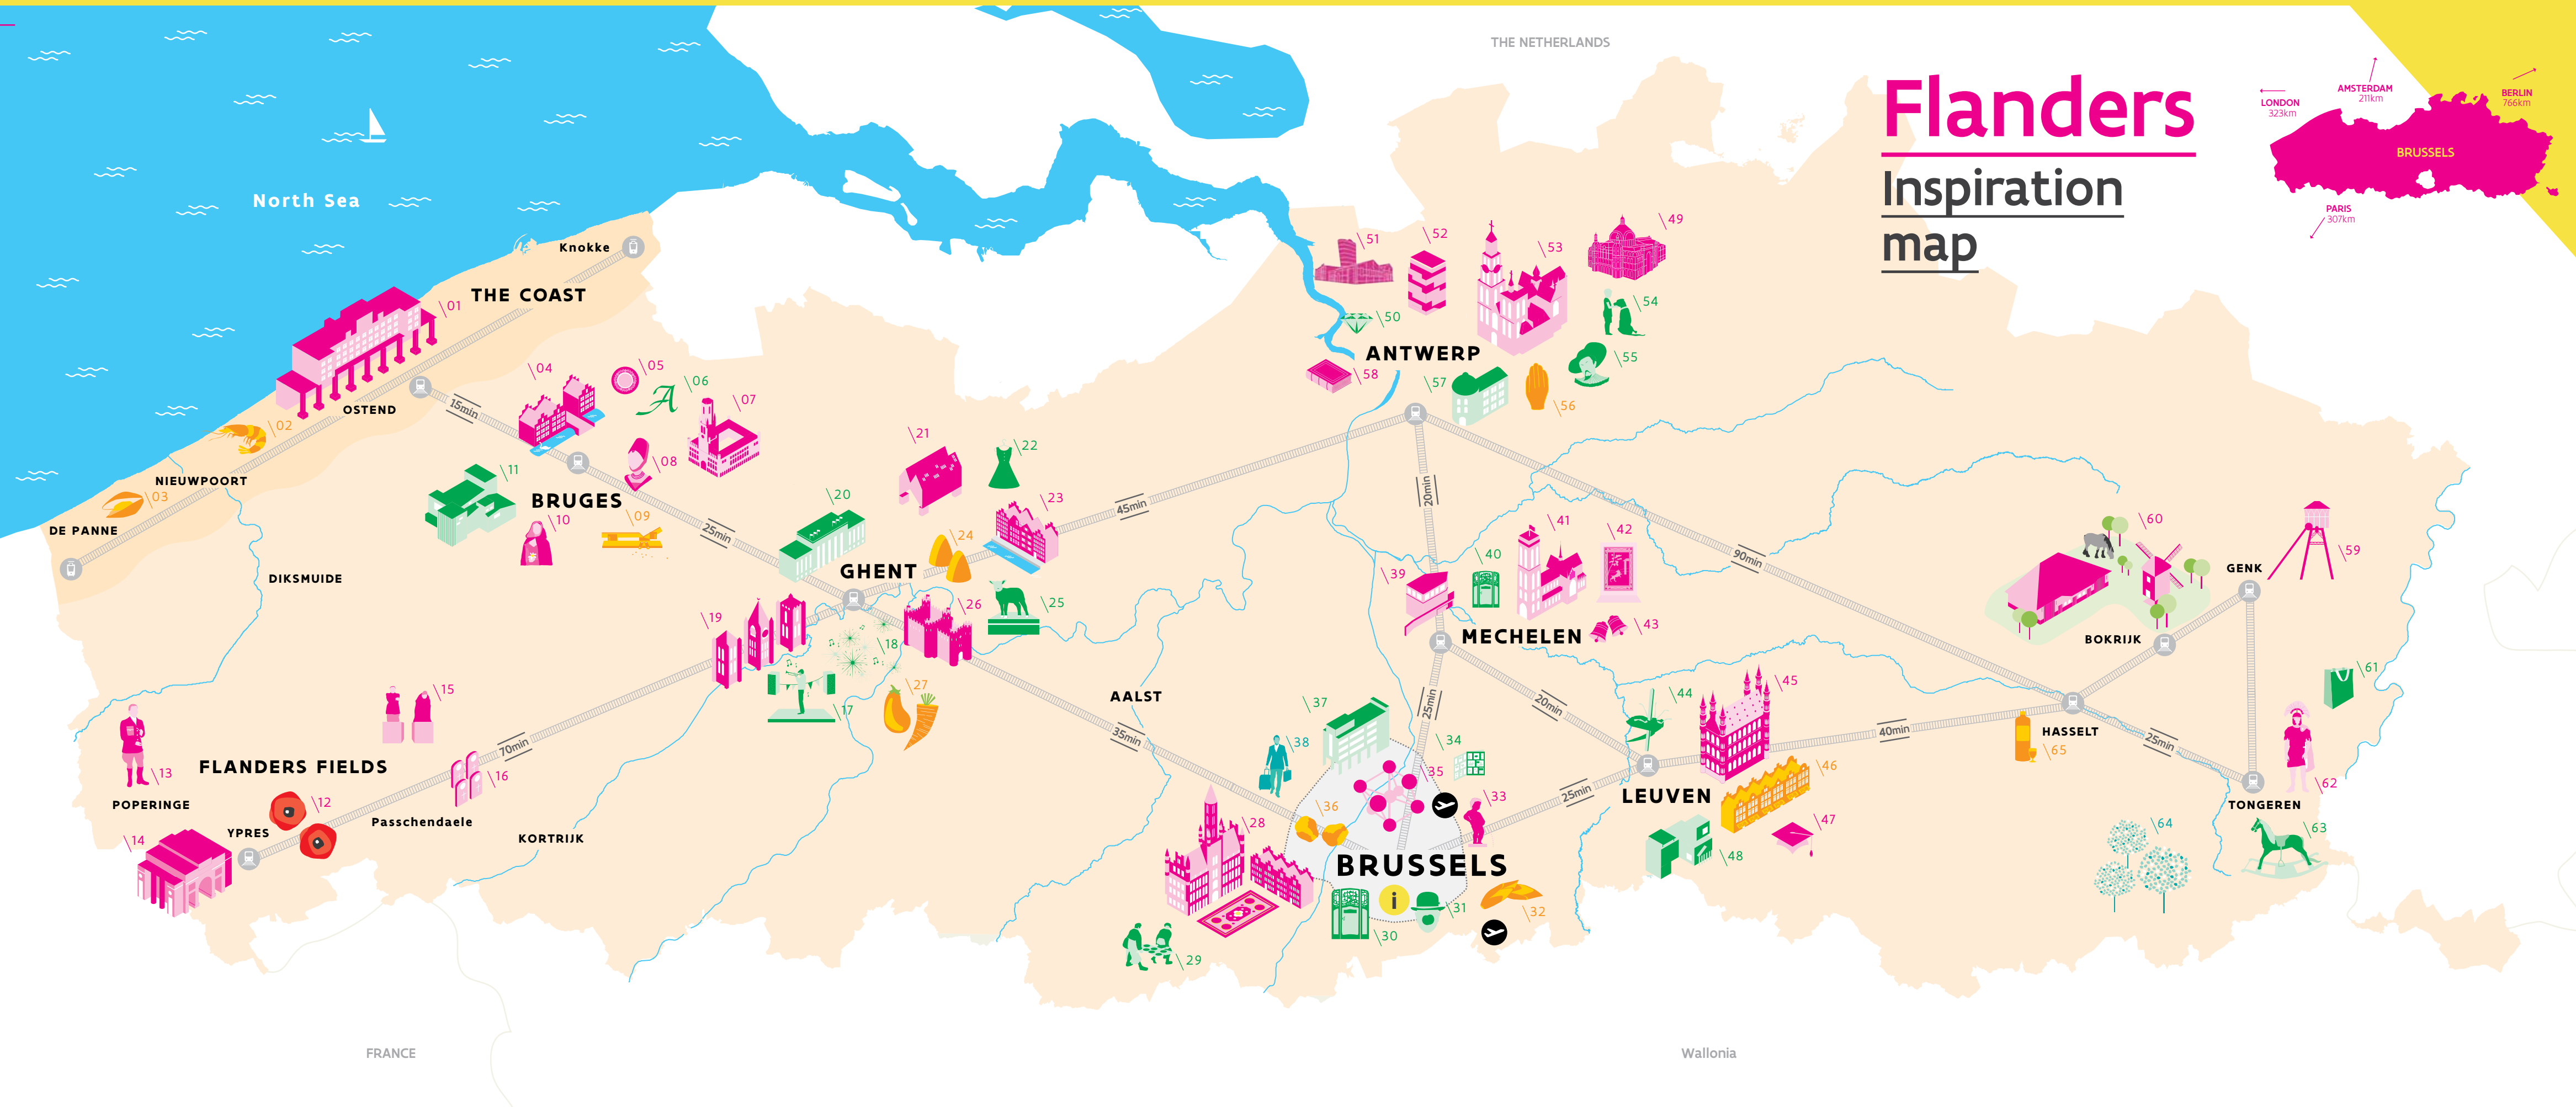 THE NETHERLANDS
Flanders
Inspiration
map
LONDON
323km
AMSTERDAM
211km
BERLIN
766km
BRUSSELS
PARIS
307km
North Sea
Knokke
THE COAST
\01
OSTEND
\02
NIEUWPOORT
\03
DE PANNE
DIKSMUIDE
15min
\04
\05
\06
\07
\08
\11
BRUGES
\10
\09
25min
\20
\21
\22
\23
\24
GHENT
\25
\26
\19
\18
\17
\27
45min
\15
\13
FLANDERS FIELDS
70min
\16
POPERINGE
\12
Passchendaele
YPRES
\14
KORTRIJK
AALST
35min
\51
\52
\53
\49
\50
\54
ANTWERP
\55
\58
\57
\56
20min
90min
\39
\40
\41
\42
\43
MECHELEN
25min
20min
\37
\38
\34
\35
\36
\33
\28
BRUSSELS
25min
i
\31
\32
\30
\29
\44
\45
LEUVEN
\46
\47
\48
40min
\60
\59
GENK
BOKRIJK
\61
HASSELT
\65
25min
\62
TONGEREN
\64
\63
FRANCE
Wallonia